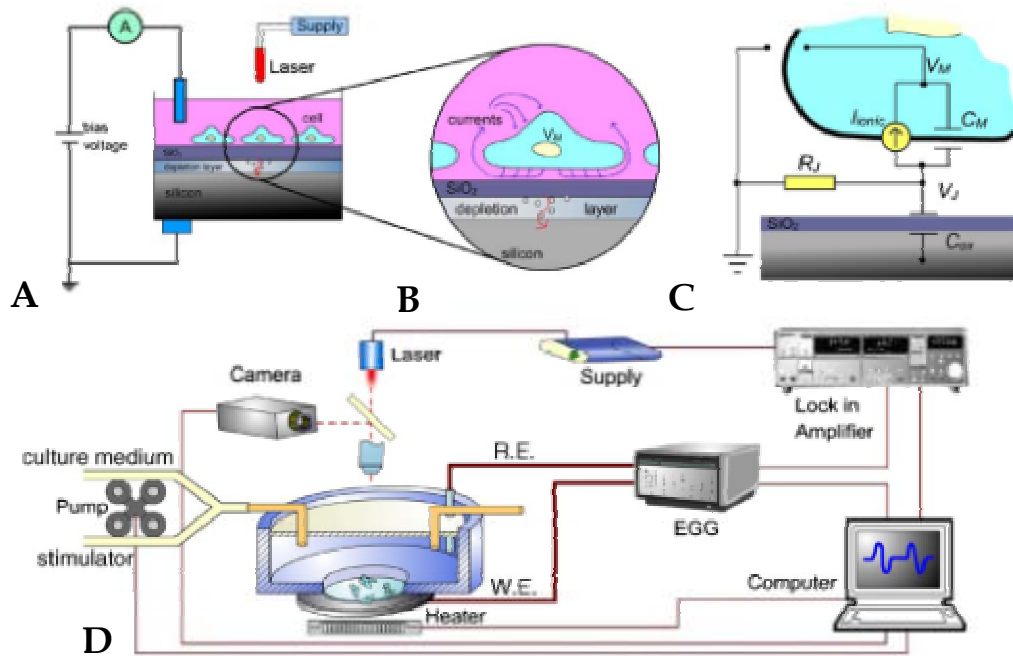 A
Supply
Laser
bias
voltage
cell
SiO₂
depletion layer
silicon
A
currents
V_M
SiO₂
depletion layer
silicon
B
V_M
I_ionic
C_M
R_J
V_J
SiO₂
C_ox
C
Laser
Supply
Camera
Lock in
Amplifier
R.E.
culture medium
Pump
EGG
stimulator
W.E.
Computer
Heater
D